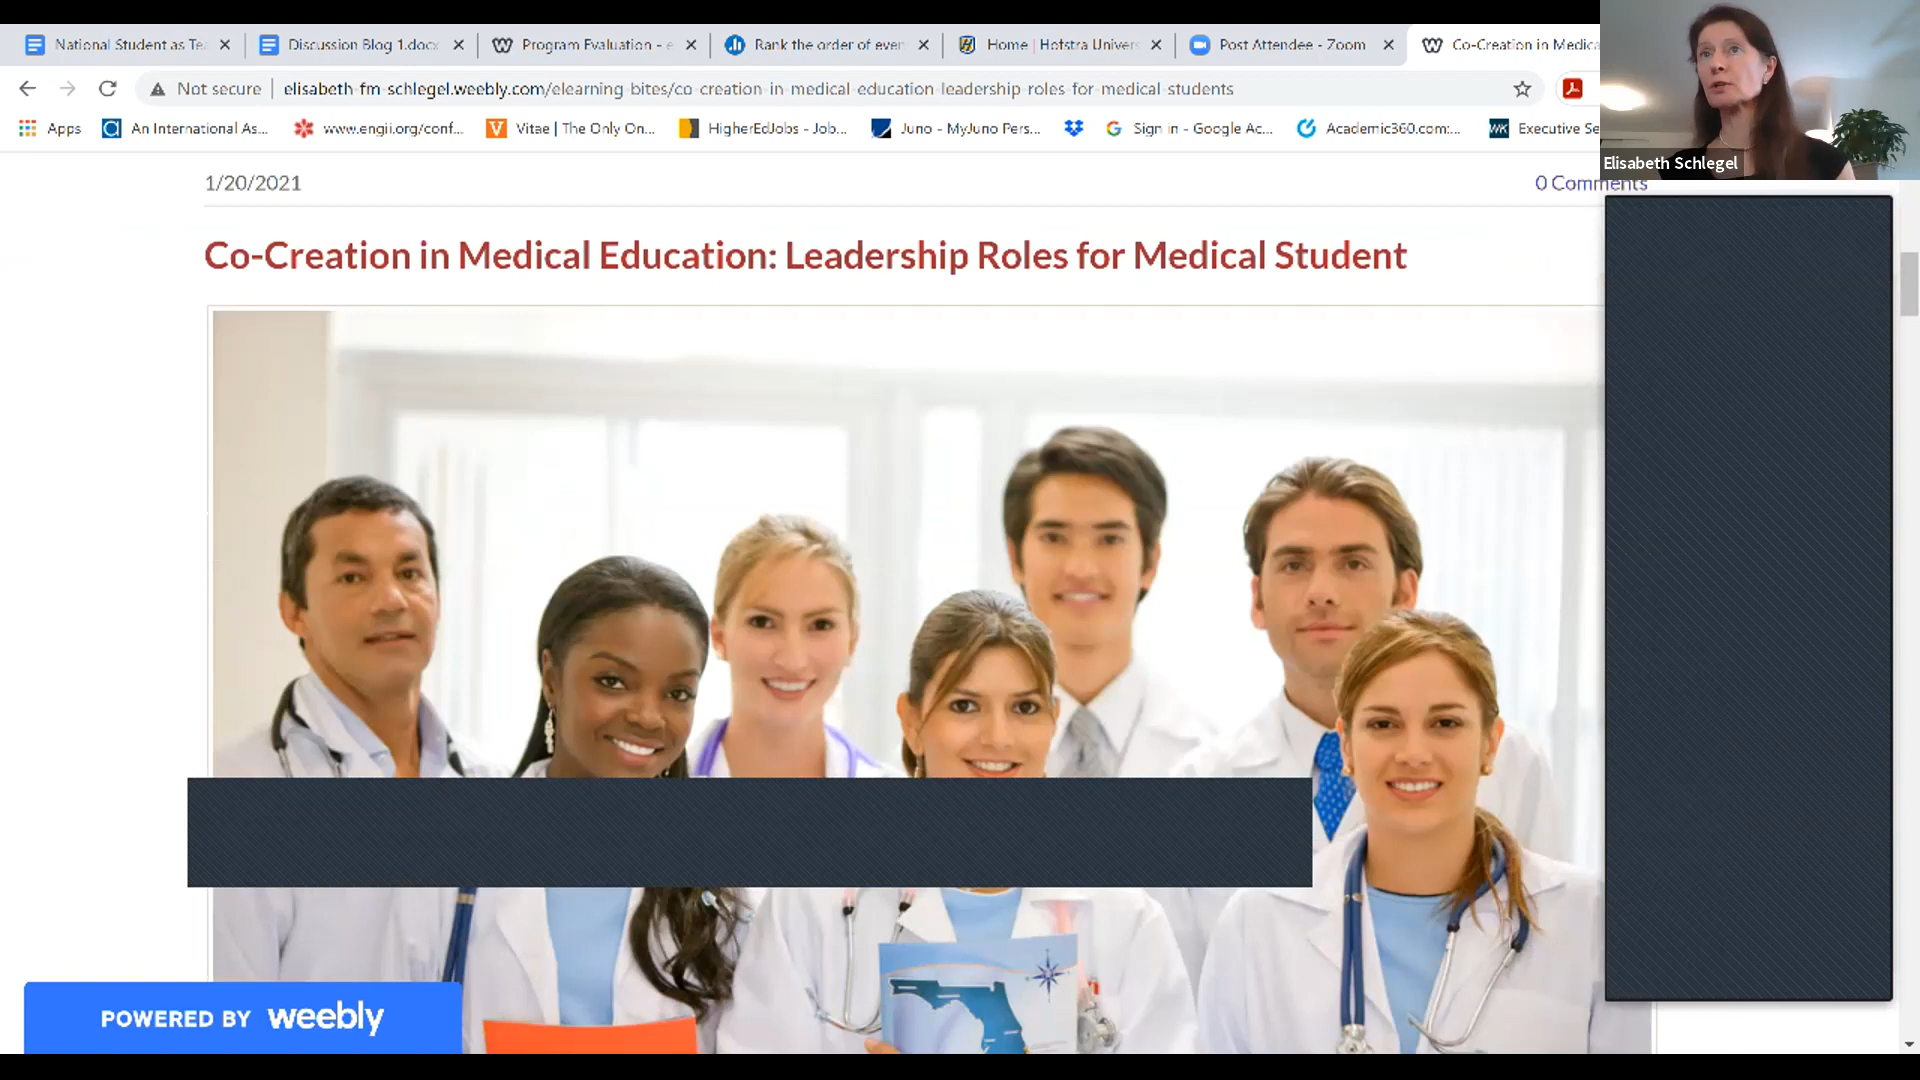 National Student as Te
Discussion Blog 1.docx
Program Evaluation - e
Rank the order of even
Home | Hofstra Univers
Post Attendee - Zoom
Co-Creation in Medica
Not secure
elisabeth-fm-schlegel.weebly.com/elearning-bites/co-creation-in-medical-education-leadership-roles-for-medical-students
Apps
An International As...
www.engii.org/conf...
Vitae | The Only On...
HigherEdJobs - Job...
Juno - MyJuno Pers...
Sign in - Google Ac...
Academic360.com:...
Executive Se
Elisabeth Schlegel
1/20/2021
0 Comments
Co-Creation in Medical Education: Leadership Roles for Medical Student
POWERED BY weebly